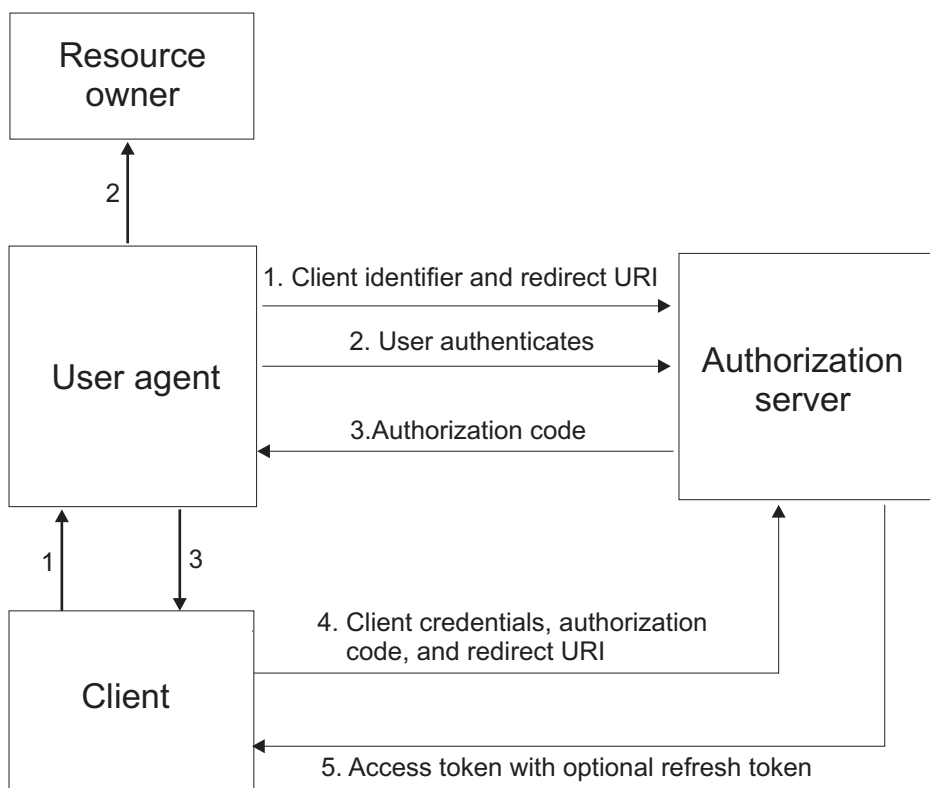 Resource
owner
2
1. Client identifier and redirect URI
2. User authenticates
User agent
Authorization
server
3.Authorization code
1
3
4. Client credentials, authorization
code, and redirect URI
Client
5. Access token with optional refresh token